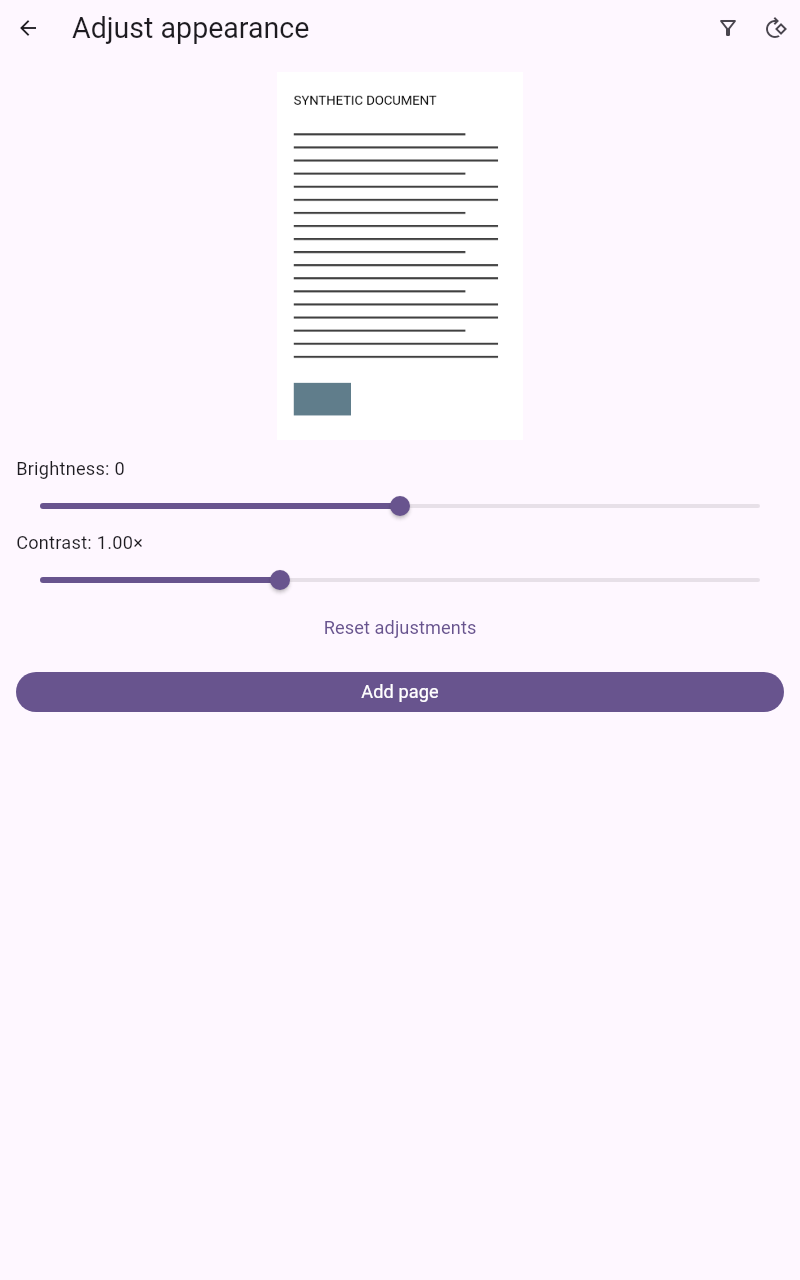 Adjust appearance
SYNTHETIC DOCUMENT
Brightness: 0
Contrast: 1.00×
Reset adjustments
Add page